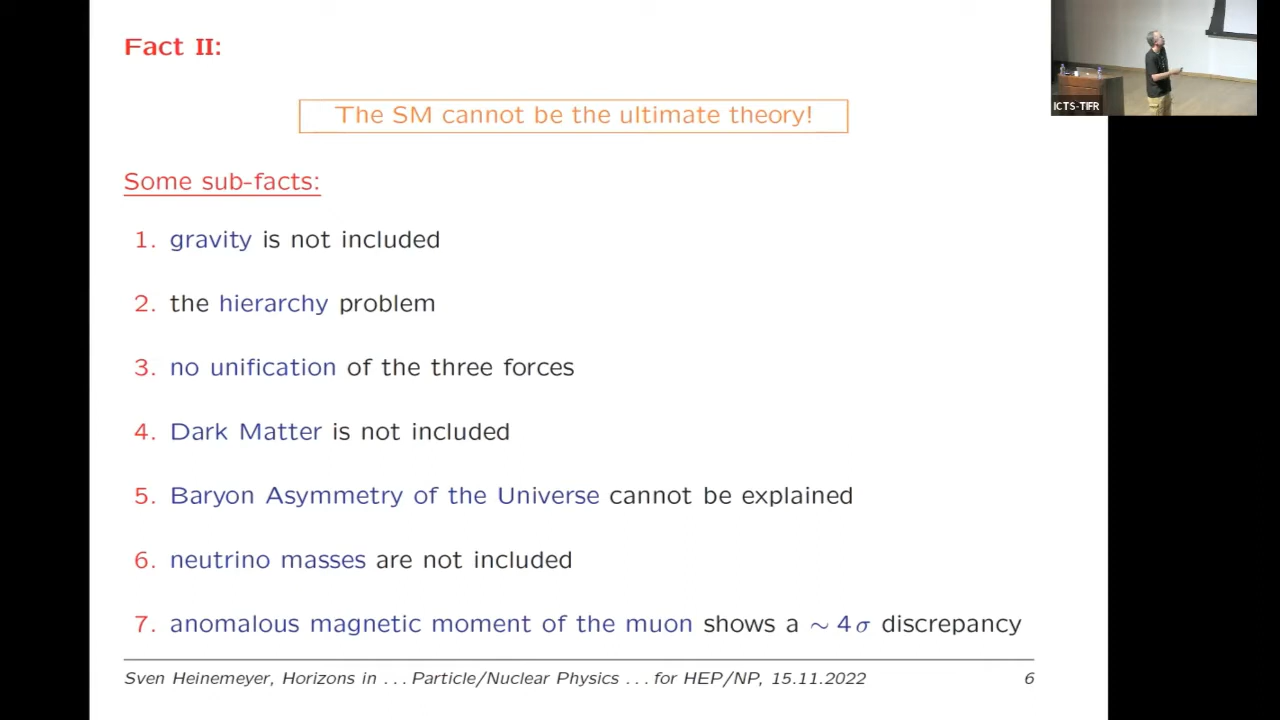 Fact II:
The SM cannot be the ultimate theory!
Some sub-facts:
1. gravity is not included
2. the hierarchy problem
3. no unification of the three forces
4. Dark Matter is not included
5. Baryon Asymmetry of the Universe cannot be explained
6. neutrino masses are not included
7. anomalous magnetic moment of the muon shows a ∼ 4 σ discrepancy
Sven Heinemeyer, Horizons in . . . Particle/Nuclear Physics . . . for HEP/NP, 15.11.2022 6
ICTS-TIFR